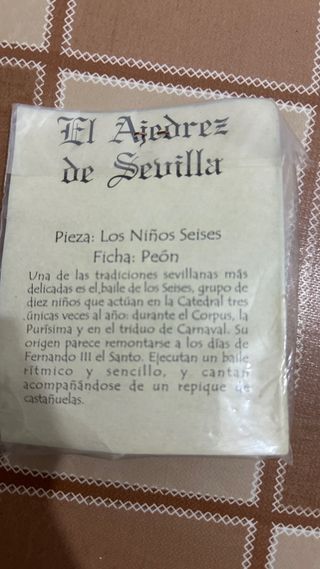 El Ajedrez
de Sevilla
Pieza: Los Niños Seises
Ficha: Peón
Una de las tradiciones sevillanas más
delicadas es el baile de los Seises, grupo de
diez niños que actúan en la Catedral tres
únicas veces al año: durante el Corpus, la
Purísima y en el triduo de Carnaval. Su
origen parece remontarse a los días de
Fernando III el Santo. Ejecutan un baile
rítmico y sencillo, y cantan
acompañándose de un repique de
castañuelas.